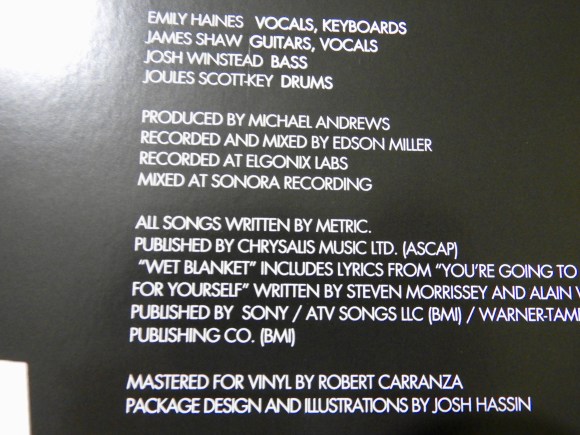 EMILY HAINES VOCALS, KEYBOARDS
JAMES SHAW GUITARS, VOCALS
JOSH WINSTEAD BASS
JOULES SCOTT-KEY DRUMS
PRODUCED BY MICHAEL ANDREWS
RECORDED AND MIXED BY EDSON MILLER
RECORDED AT ELGONIX LABS
MIXED AT SONORA RECORDING
ALL SONGS WRITTEN BY METRIC.
PUBLISHED BY CHRYSALIS MUSIC LTD. (ASCAP)
"WET BLANKET" INCLUDES LYRICS FROM "YOU'RE GOING TO
FOR YOURSELF" WRITTEN BY STEVEN MORRISSEY AND ALAIN
PUBLISHED BY SONY / ATV SONGS LLC (BMI) / WARNER-TAM
PUBLISHING CO. (BMI)
MASTERED FOR VINYL BY ROBERT CARRANZA
PACKAGE DESIGN AND ILLUSTRATIONS BY JOSH HASSIN